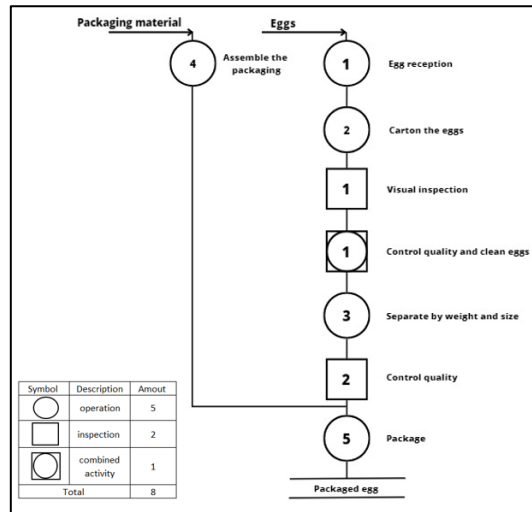 Packaging material
Eggs
4
Assemble the
packaging
1
Egg reception
2
Carton the eggs
1
Visual inspection
1
Control quality and clean eggs
3
Separate by weight and size
2
Control quality
5
Package
Packaged egg
Symbol Description Amout
operation 5
inspection 2
combined
activity 1
Total 8